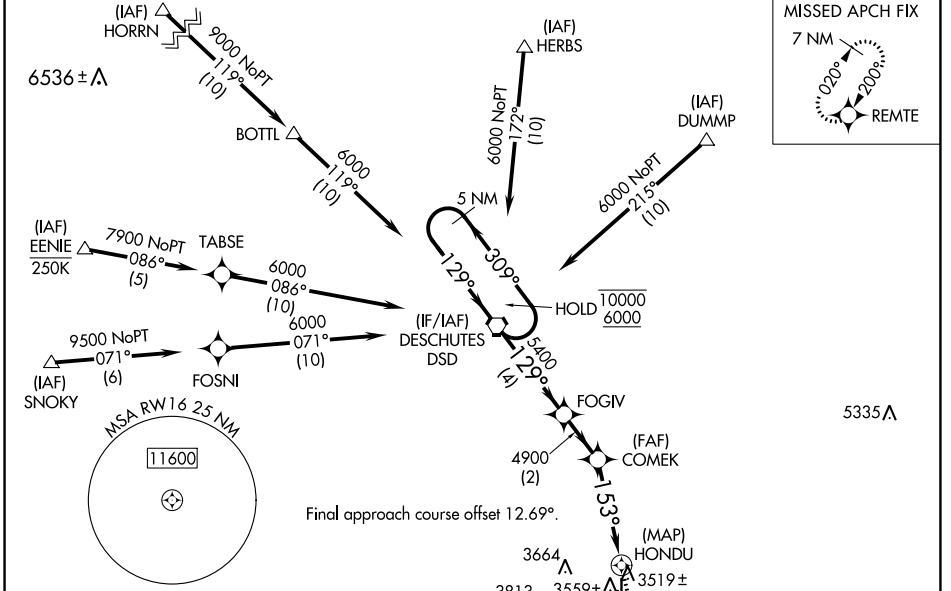 (IAF)
HORRN
9000 NoPT
119°
(10)
6536±
BOTTL
6000
119°
(10)
(IAF)
HERBS
6000 NoPT
172°
(10)
(IAF)
DUMMP
6000 NoPT
215°
(10)
MISSED APCH FIX
7 NM
020°
200°
REMTE
(IAF)
EENIE
250K
7900 NoPT
086°
(5)
TABSE
6000
086°
(10)
5 NM
129°
309°
HOLD 10000
6000
(IAF)
SNOKY
9500 NoPT
071°
(6)
FOSNI
6000
071°
(10)
(IF/IAF)
DESCHUTES
DSD
5400
129°
(4)
FOGIV
4900
(2)
(FAF)
COMEK
153°
5335
MSA RW16 25 NM
11600
Final approach course offset 12.69°.
(MAP)
HONDU
3664
3519±
3813
3559±